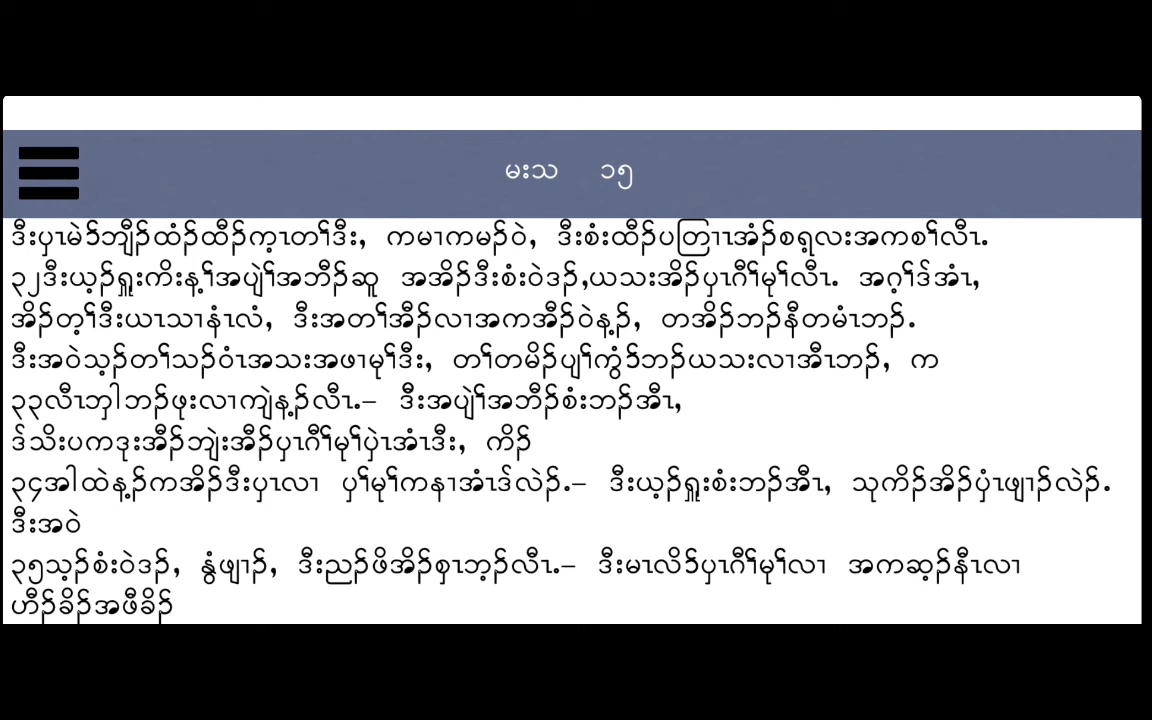 မးသ ၁၅
ဒီးပှၤမဲခ်ဘျီၣ်ထံၣ်ထီၣ်က့ၤတၢ်ဒီး, ကမၢကမၣ်ဝဲ, ဒီးစံးထီၣ်ပတြၢၤအံၣ်စရ့လးအကစၢ်လီၤ.
၃၂ဒီးယ့ၣ်ရှူးကိးန့ၢ်အပျဲၢ်အဘီၣ်ဆူ အအိၣ်ဒီးစံးဝဲဒၣ်,ယသးအိၣ်ပှၤဂီၢ်မုၢ်လီၤ. အဂ့ၢ်ဒ်အံၤ,
အိၣ်တ့ၢ်ဒီးယၤသၢနံၤလံ, ဒီးအတၢ်အီၣ်လၢအကအီၣ်ဝဲန့ၣ်, တအိၣ်ဘၣ်နီတမံၤဘၣ်.
ဒီးအဝဲသ့ၣ်တၢ်သၣ်ဝံၤအသးအဖၢမုၢ်ဒီး, တၢ်တမိၣ်ပျၢ်ကွံခ်ဘၣ်ယသးလၢအီၤဘၣ်, က
၃၃လီၤဘှါဘၣ်ဖုးလၢကျဲန့ၣ်လီၤ.– ဒီးအပျဲၢ်အဘီၣ်စံးဘၣ်အီၤ,
ဒ်သိးပကဒုးအီၣ်ဘျဲးအီၣ်ပှၤဂီၢ်မုၢ်ပှဲၤအံၤဒီး, ကိၣ်
၃၄အါထဲန့ၣ်ကအိၣ်ဒီးပှၤလၢ ပှၢ်မုၢ်ကနၢအံၤဒ်လဲၣ်.– ဒီးယ့ၣ်ရှူးစံးဘၣ်အီၤ, သုကိၣ်အိၣ်ပှံၤဖျၢၣ်လဲၣ်.
ဒီးအဝဲ
၃၅သ့ၣ်စံးဝဲဒၣ်, နွံဖျၢၣ်, ဒီးညၣ်ဖိအိၣ်စှၤဘ့ၣ်လီၤ.– ဒီးမၤလိခ်ပှၤဂီၢ်မုၢ်လၢ အကဆ့ၣ်နီၤလၢ
ဟီၣ်ခိၣ်အဖီခိၣ်